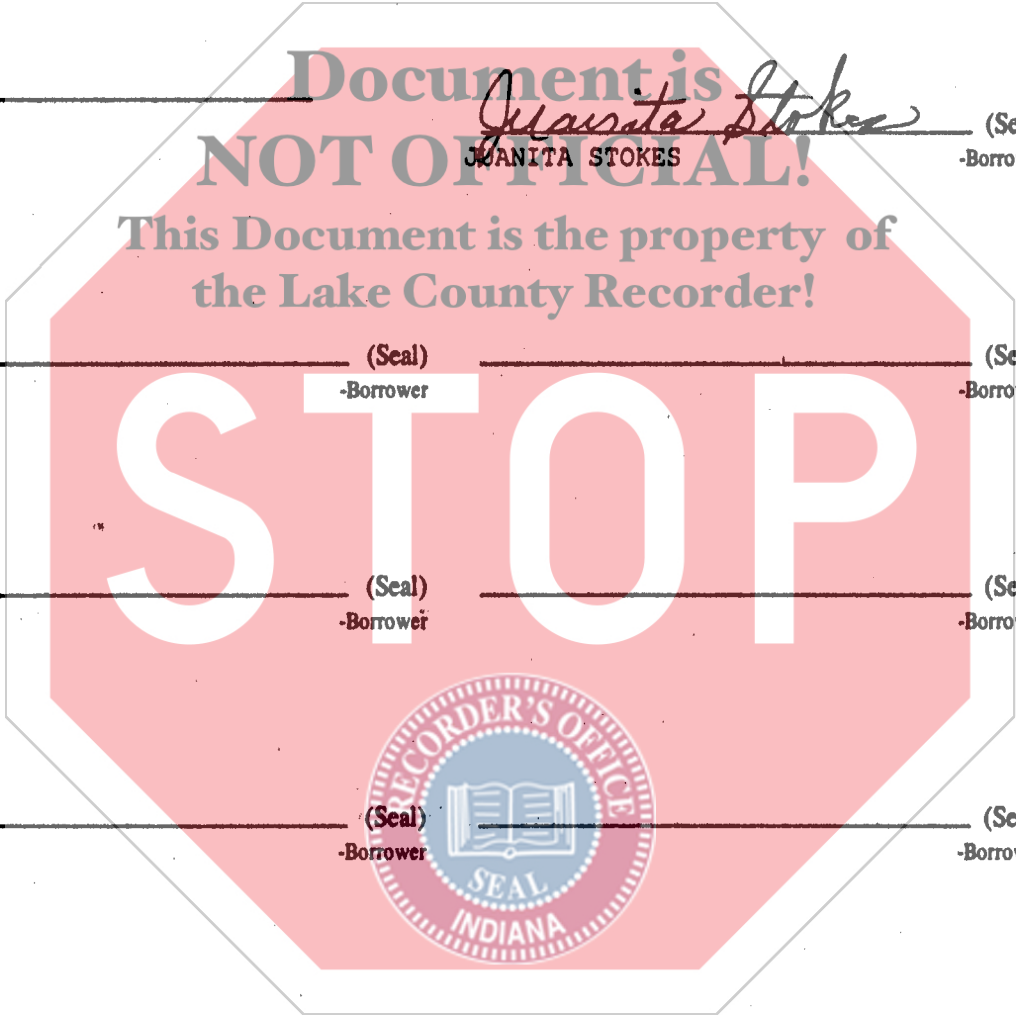 Document is
Juanita Stokes (Se
NOT OFFICIAL!
JUANITA STOKES -Borro
This Document is the property of
the Lake County Recorder!
(Seal) (Se
-Borrower -Borro
STOP
(Seal) (Se
-Borrower -Borro
RECORDER'S OFFICE
(Seal) (Se
-Borrower -Borrow
SEAL
INDIANA